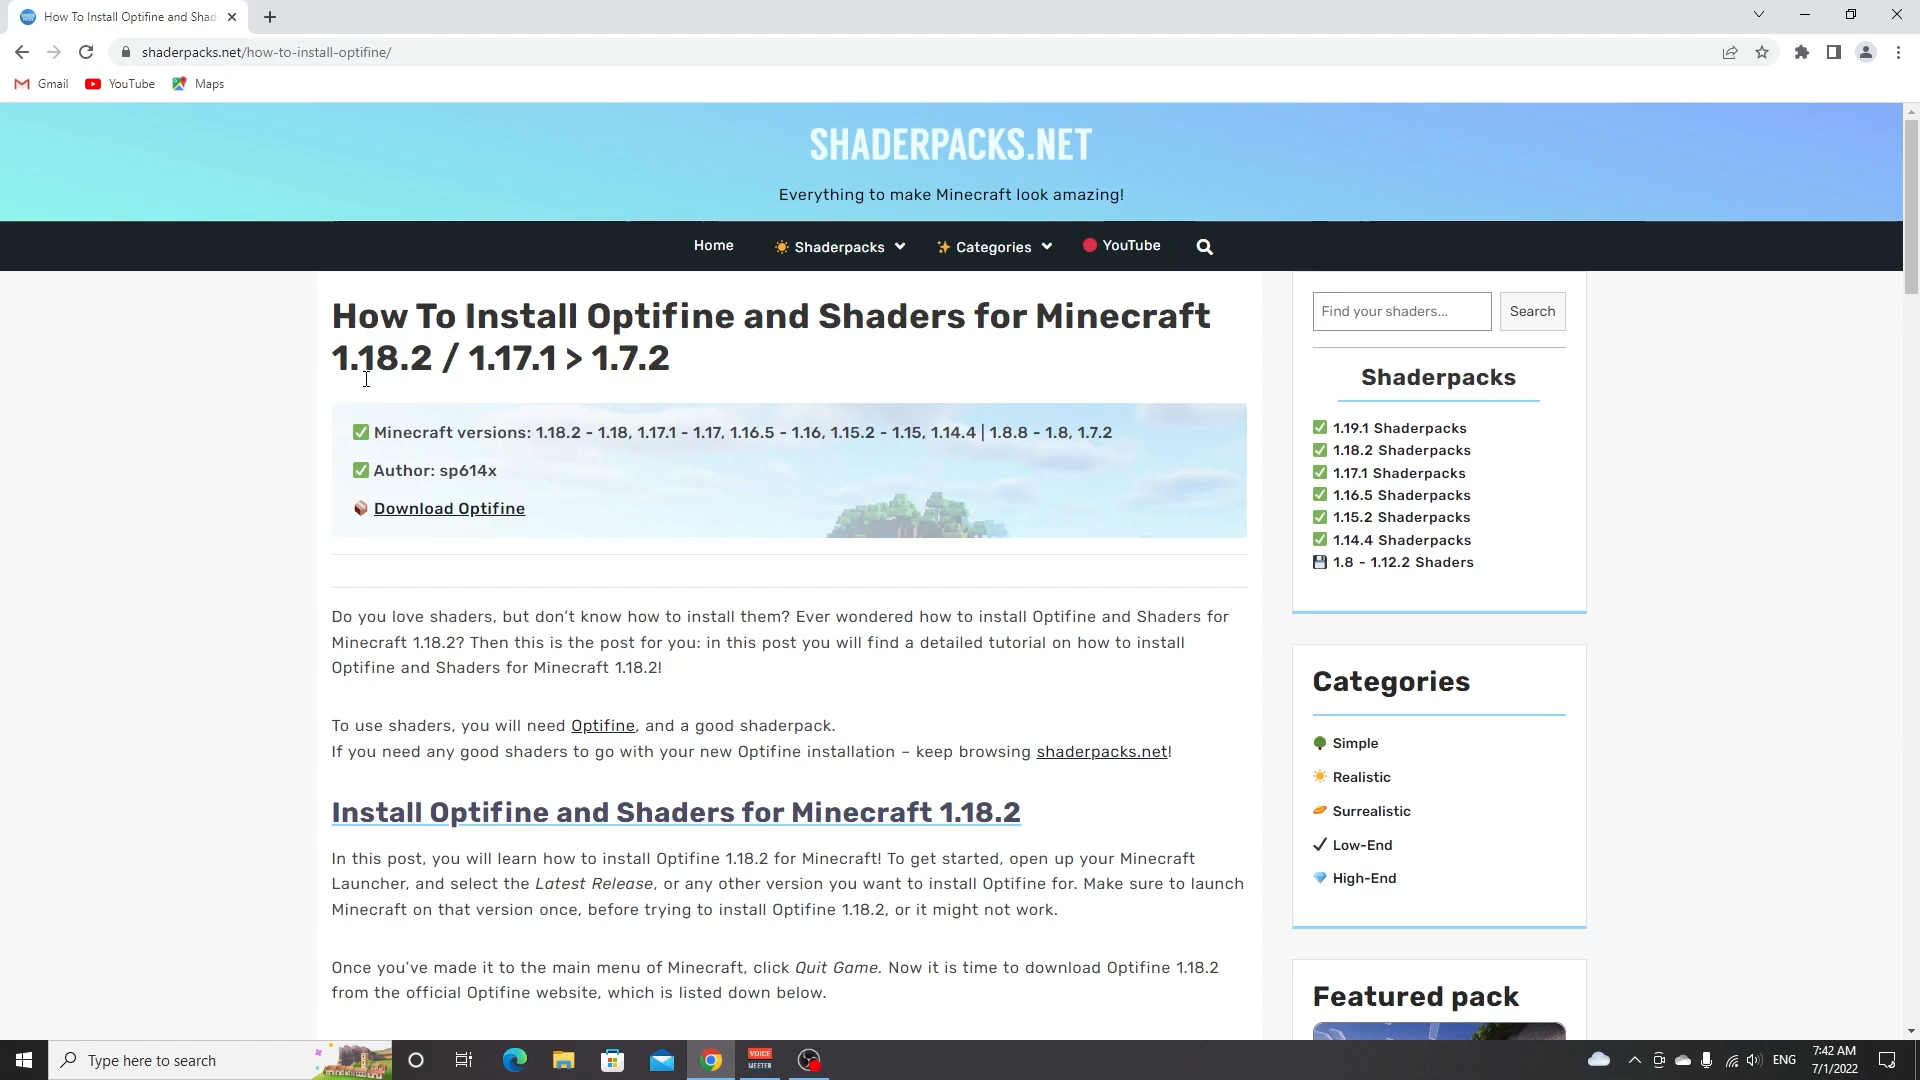 How To Install Optifine and Shad
shaderpacks.net/how-to-install-optifine/
Gmail
YouTube
Maps
SHADERPACKS.NET
Everything to make Minecraft look amazing!
Home
Shaderpacks
Categories
YouTube
How To Install Optifine and Shaders for Minecraft
1.18.2 / 1.17.1 > 1.7.2
Minecraft versions: 1.18.2 - 1.18, 1.17.1 - 1.17, 1.16.5 - 1.16, 1.15.2 - 1.15, 1.14.4 | 1.8.8 - 1.8, 1.7.2
Author: sp614x
Download Optifine
Do you love shaders, but don’t know how to install them? Ever wondered how to install Optifine and Shaders for
Minecraft 1.18.2? Then this is the post for you: in this post you will find a detailed tutorial on how to install
Optifine and Shaders for Minecraft 1.18.2!
To use shaders, you will need Optifine, and a good shaderpack.
If you need any good shaders to go with your new Optifine installation – keep browsing shaderpacks.net!
Install Optifine and Shaders for Minecraft 1.18.2
In this post, you will learn how to install Optifine 1.18.2 for Minecraft! To get started, open up your Minecraft
Launcher, and select the Latest Release, or any other version you want to install Optifine for. Make sure to launch
Minecraft on that version once, before trying to install Optifine 1.18.2, or it might not work.
Once you’ve made it to the main menu of Minecraft, click Quit Game. Now it is time to download Optifine 1.18.2
from the official Optifine website, which is listed down below.
Find your shaders...
Search
Shaderpacks
1.19.1 Shaderpacks
1.18.2 Shaderpacks
1.17.1 Shaderpacks
1.16.5 Shaderpacks
1.15.2 Shaderpacks
1.14.4 Shaderpacks
1.8 - 1.12.2 Shaders
Categories
Simple
Realistic
Surrealistic
Low-End
High-End
Featured pack
Type here to search
VOICE
MEETER
ENG
7:42 AM
7/1/2022